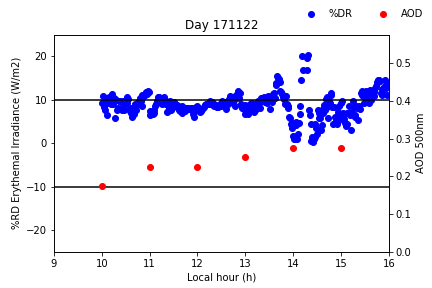 %DR AOD
Day 171122
%RD Erythemal Irradiance (W/m2)
20
10
0
−10
−20
0.5
0.4
0.3
0.2
0.1
0.0
AOD 500nm
9 10 11 12 13 14 15 16
Local hour (h)